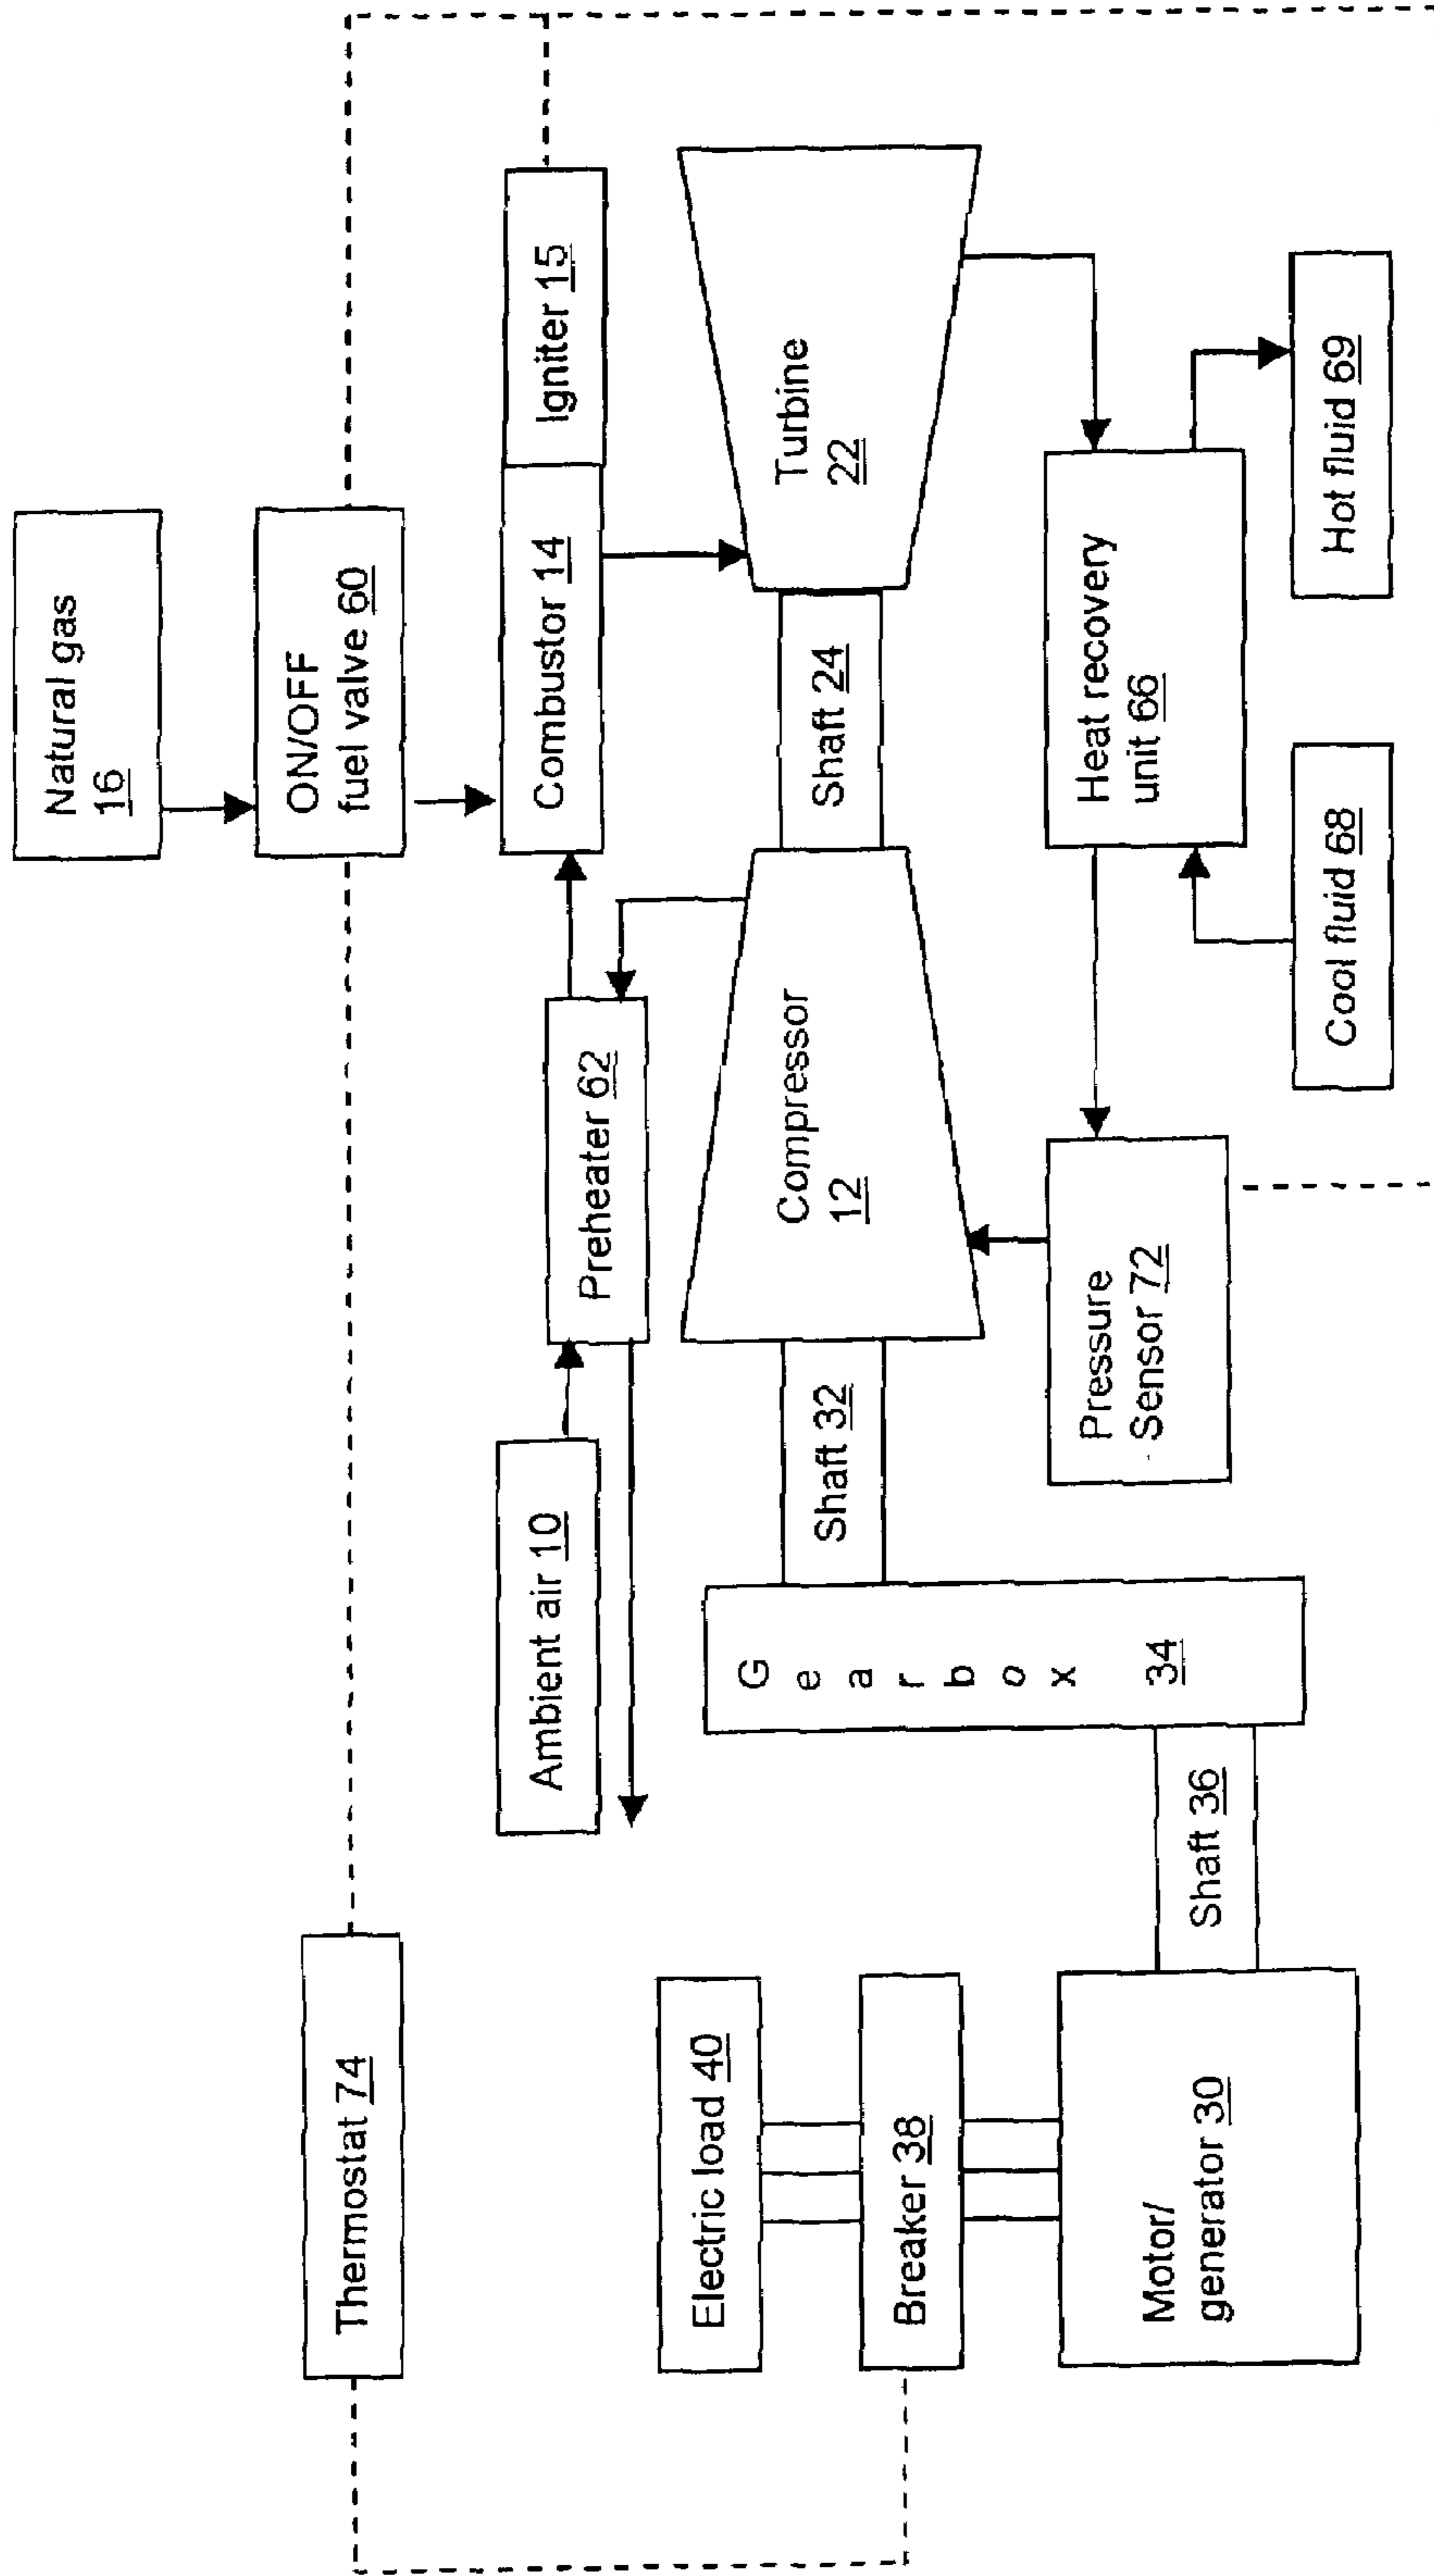 Natural gas
16
Thermostat 74
ON/OFF
fuel valve 60
Ambient air 10
Preheater 62
Combustor 14
Igniter 15
Electric load 40
Breaker 38
Motor/
generator 30
Shaft 36
Gearbox
34
Shaft 32
Compressor
12
Shaft 24
Turbine
22
Pressure
Sensor 72
Heat recovery
unit 66
Cool fluid 68
Hot fluid 69